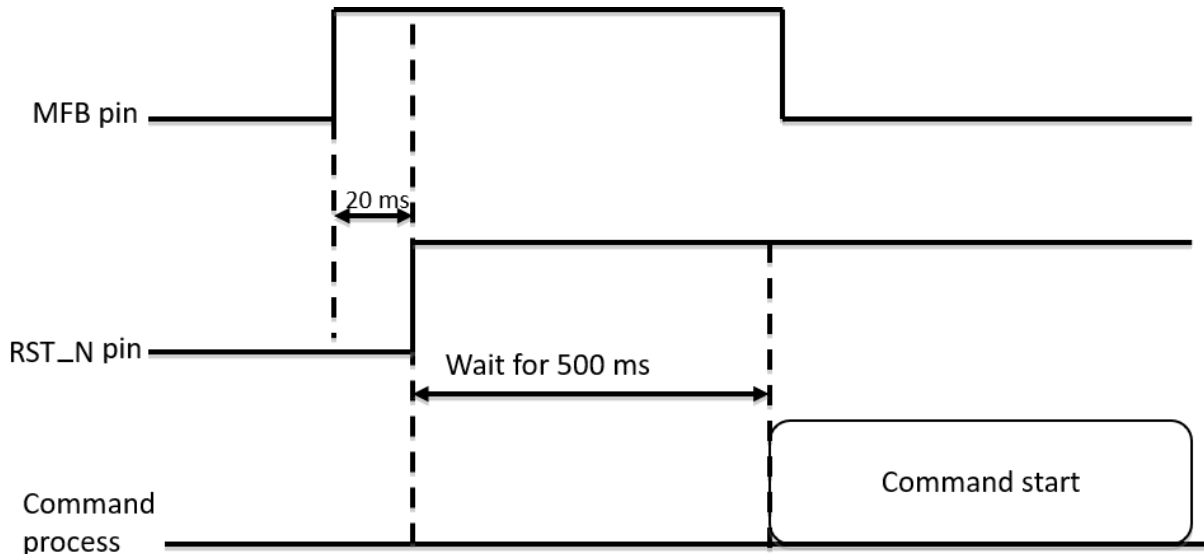 MFB pin
20 ms
RST_N pin
Wait for 500 ms
Command start
Command
process